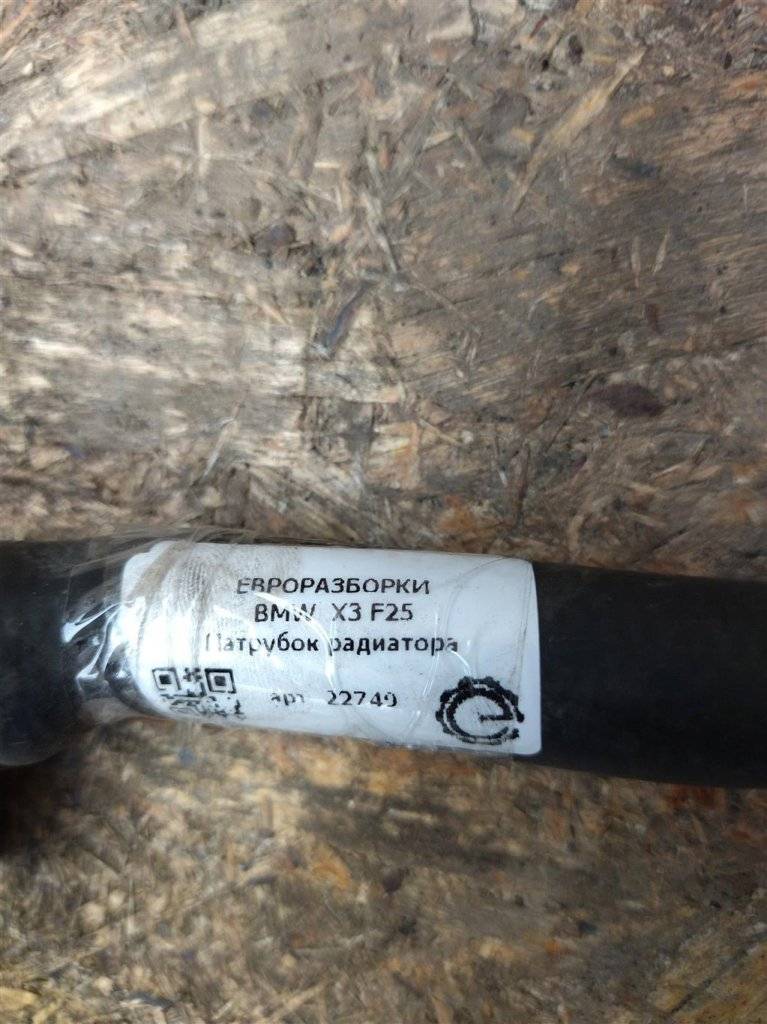 ЕВРОРАЗБОРКИ
BMW X3 F25
Патрубок радиатора
арт. 22749